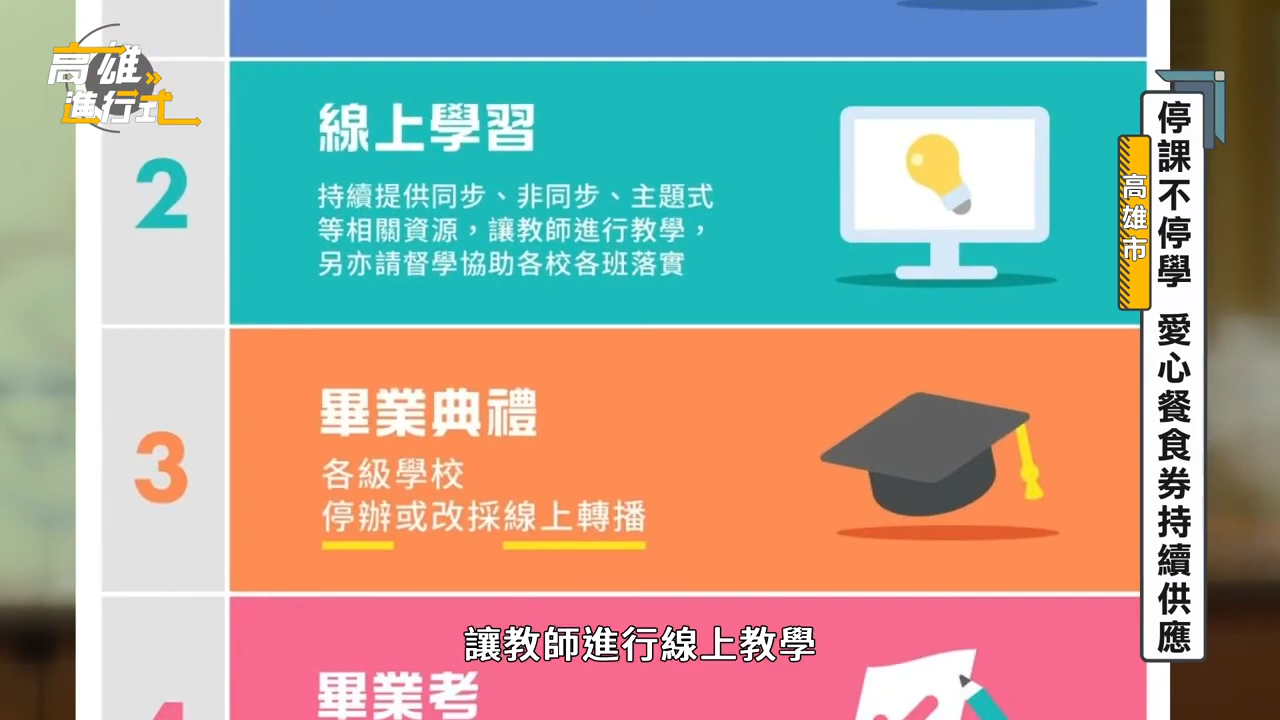 高雄
進行式
2
線上學習
持續提供同步、非同步、主題式
等相關資源，讓教師進行教學，
另亦請督學協助各校各班落實
3
畢業典禮
各級學校
停辦或改採線上轉播
4
畢業考
讓教師進行線上教學
高雄市
停課不停學 愛心餐食券持續供應